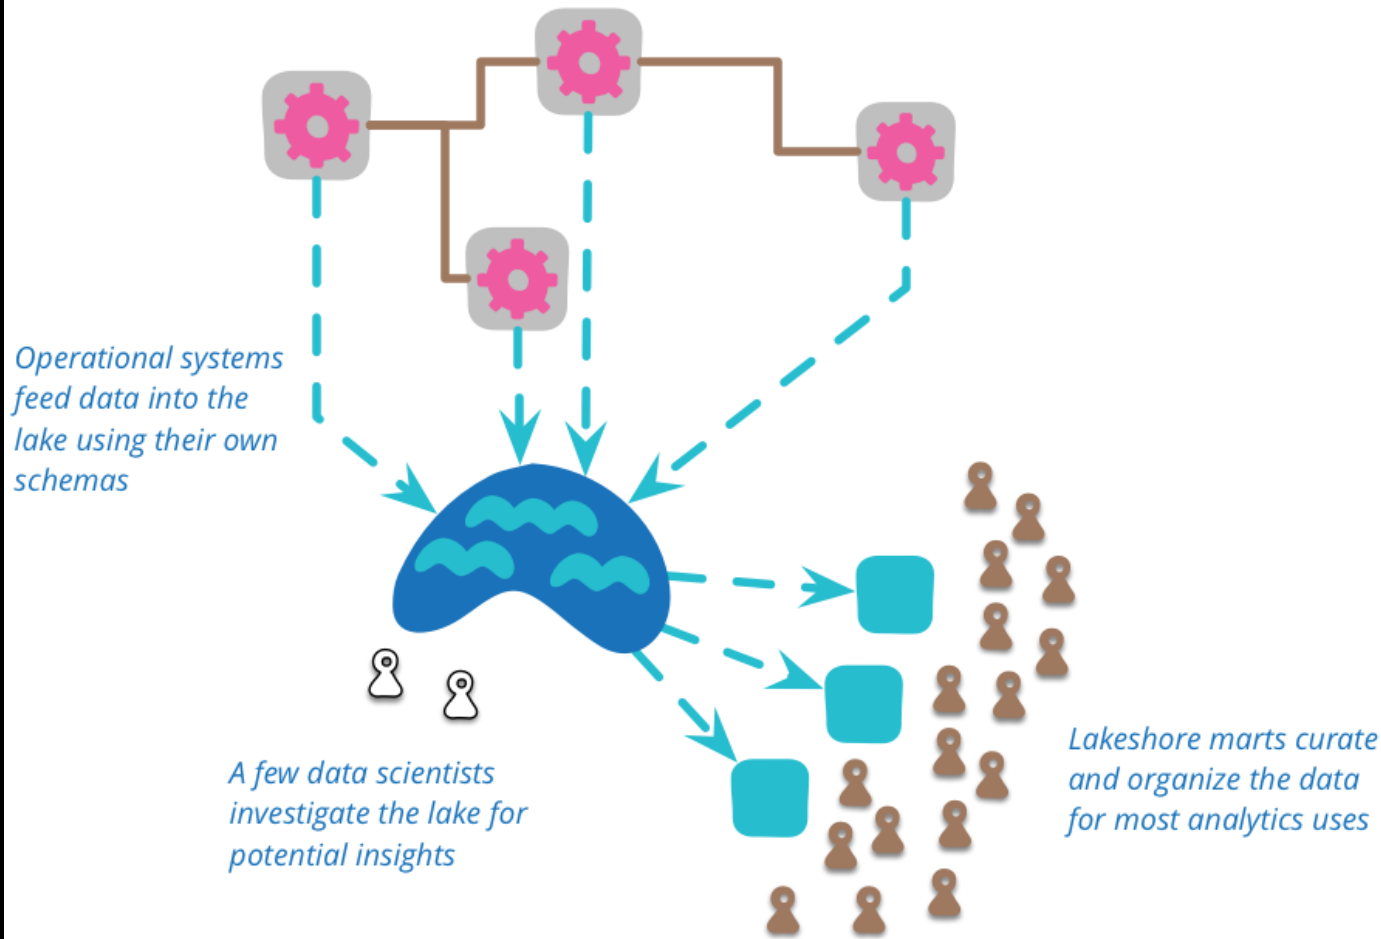 Operational systems
feed data into the
lake using their own
schemas
A few data scientists
investigate the lake for
potential insights
Lakeshore marts curate
and organize the data
for most analytics uses